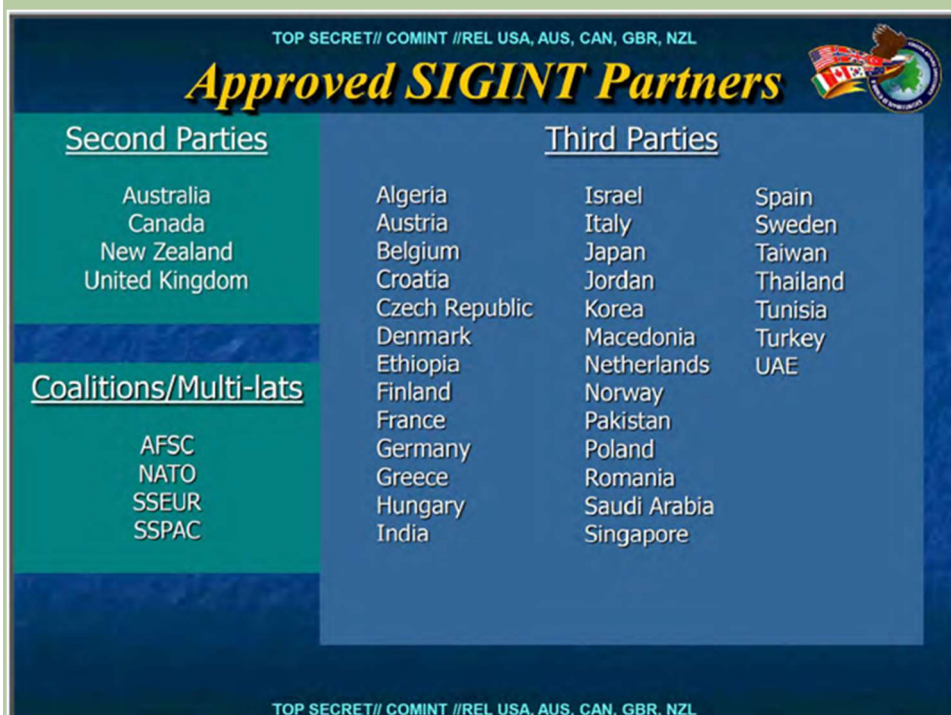 TOP SECRET// COMINT //REL USA, AUS, CAN, GBR, NZL
Approved SIGINT Partners
Second Parties
Australia
Canada
New Zealand
United Kingdom
Coalitions/Multi-lats
AFSC
NATO
SSEUR
SSPAC
Third Parties
Algeria
Austria
Belgium
Croatia
Czech Republic
Denmark
Ethiopia
Finland
France
Germany
Greece
Hungary
India
Israel
Italy
Japan
Jordan
Korea
Macedonia
Netherlands
Norway
Pakistan
Poland
Romania
Saudi Arabia
Singapore
Spain
Sweden
Taiwan
Thailand
Tunisia
Turkey
UAE
TOP SECRET// COMINT //REL USA, AUS, CAN, GBR, NZL